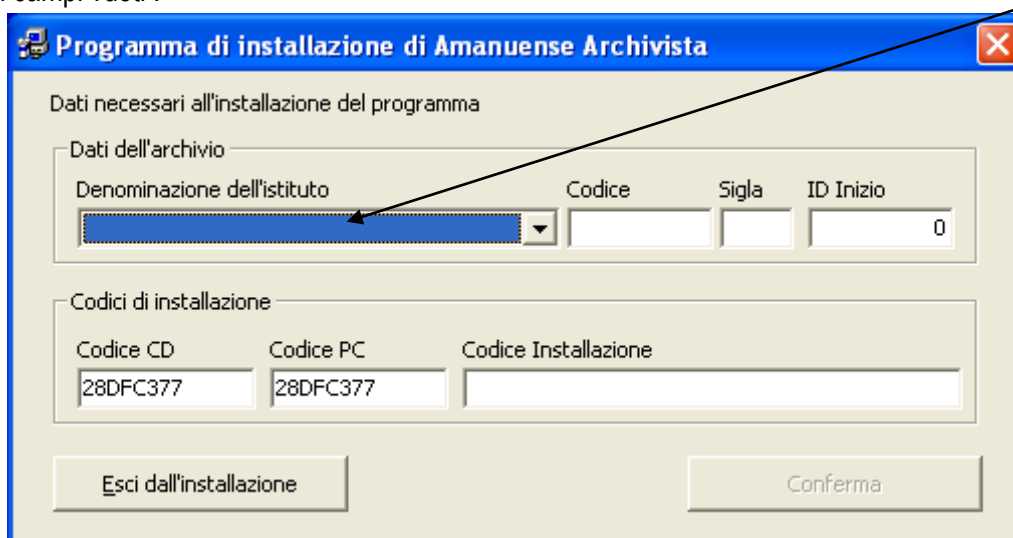 Programma di installazione di Amanuense Archivista
Dati necessari all'installazione del programma
Dati dell'archivio
Denominazione dell'istituto Codice Sigla ID Inizio
0
Codici di installazione
Codice CD Codice PC Codice Installazione
28DFC377 28DFC377
Esci dall'installazione Conferma